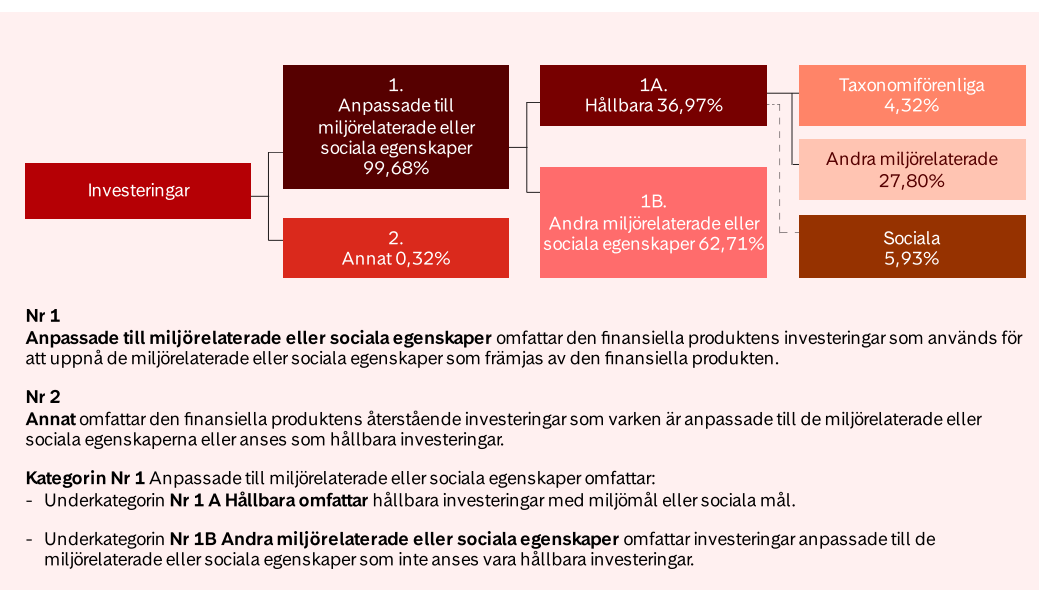 Investeringar
1.
Anpassade till
miljörelaterade eller
sociala egenskaper
99,68%
2.
Annat 0,32%
1A.
Hållbara 36,97%
1B.
Andra miljörelaterade eller
sociala egenskaper 62,71%
Taxonomiförenliga
4,32%
Andra miljörelaterade
27,80%
Sociala
5,93%
Nr 1
Anpassade till miljörelaterade eller sociala egenskaper omfattar den finansiella produktens investeringar som används för
att uppnå de miljörelaterade eller sociala egenskaper som främjas av den finansiella produkten.
Nr 2
Annat omfattar den finansiella produktens återstående investeringar som varken är anpassade till de miljörelaterade eller
sociala egenskaperna eller anses som hållbara investeringar.
Kategorin Nr 1 Anpassade till miljörelaterade eller sociala egenskaper omfattar:
- Underkategorin Nr 1 A Hållbara omfattar hållbara investeringar med miljömål eller sociala mål.
- Underkategorin Nr 1B Andra miljörelaterade eller sociala egenskaper omfattar investeringar anpassade till de
miljörelaterade eller sociala egenskaper som inte anses vara hållbara investeringar.